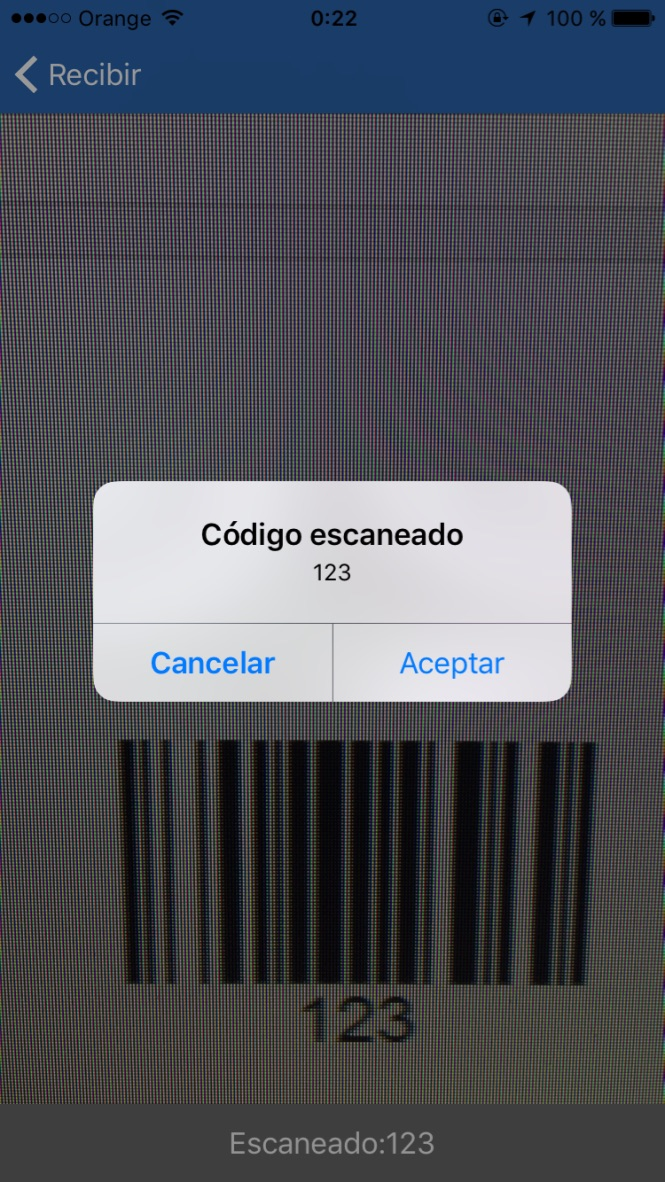 Orange 0:22 100 %
Recibir
Código escaneado
123
Cancelar Aceptar
123
Escaneado:123